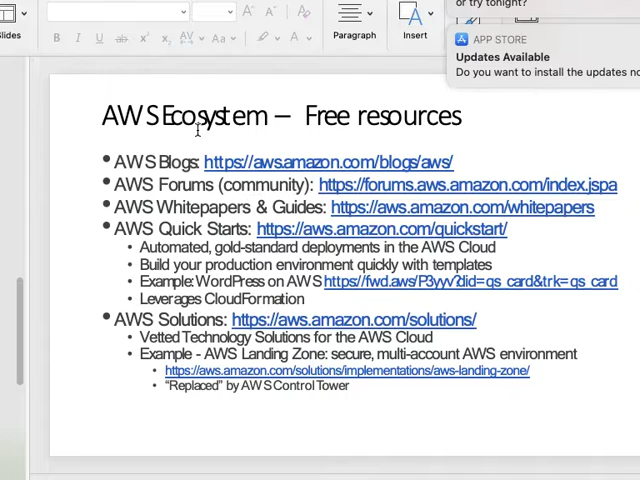 or try tonight?
APP STORE
Updates Available
Do you want to install the updates no
lides
B I U ab x² x₂ AV Aa A
Paragraph
Insert
AWS Ecosystem – Free resources
• AWS Blogs: https://aws.amazon.com/blogs/aws/
• AWS Forums (community): https://forums.aws.amazon.com/index.jspa
• AWS Whitepapers & Guides: https://aws.amazon.com/whitepapers
• AWS Quick Starts: https://aws.amazon.com/quickstart/
• Automated, gold-standard deployments in the AWS Cloud
• Build your production environment quickly with templates
• Example: WordPress on AWS https://fwd.aws/P3yyv?did=qs_card&trk=qs_card
• Leverages CloudFormation
• AWS Solutions: https://aws.amazon.com/solutions/
• Vetted Technology Solutions for the AWS Cloud
• Example - AWS Landing Zone: secure, multi-account AWS environment
• https://aws.amazon.com/solutions/implementations/aws-landing-zone/
• “Replaced” by AWS Control Tower